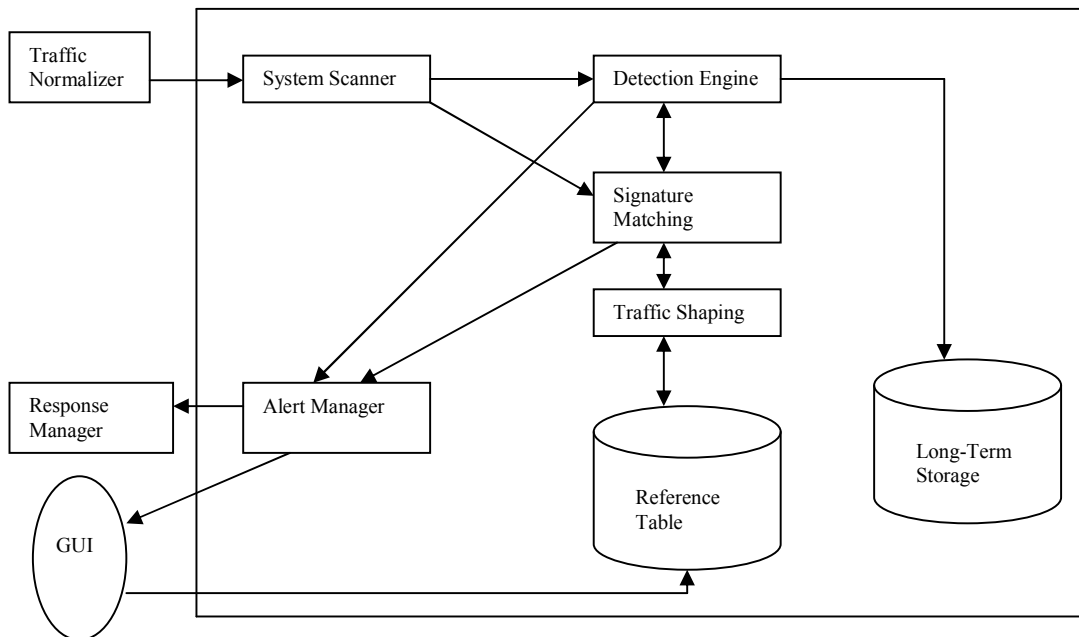 Traffic
Normalizer
System Scanner
Detection Engine
Signature
Matching
Traffic Shaping
Response
Manager
Alert Manager
Long-Term
Storage
Reference
Table
GUI